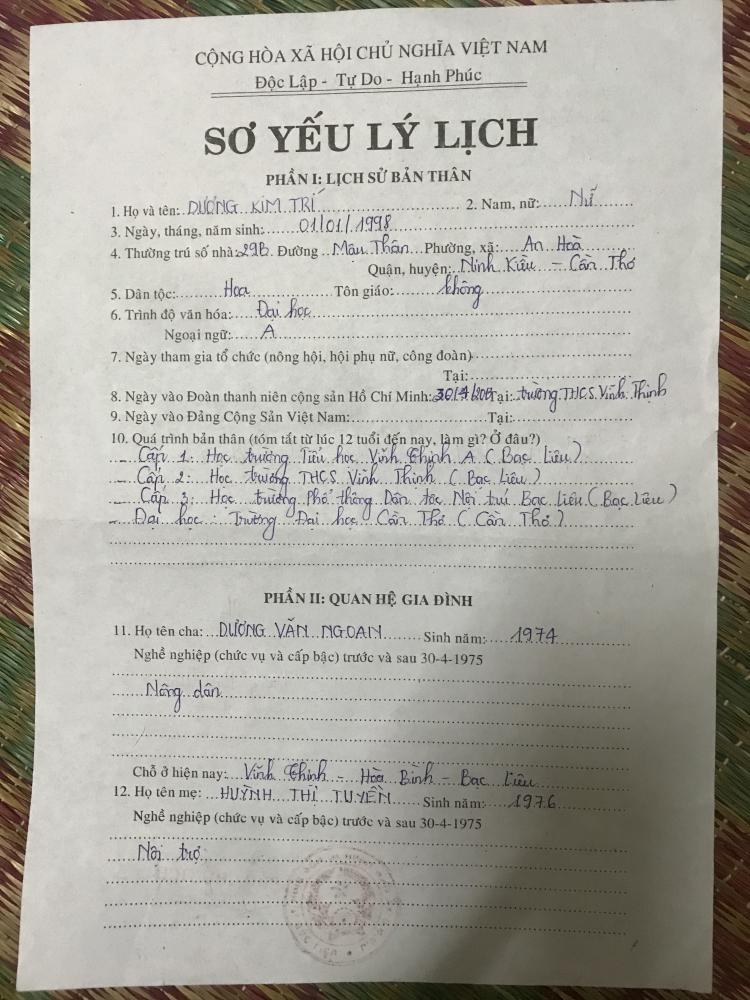 CỘNG HÒA XÃ HỘI CHỦ NGHĨA VIỆT NAM
Độc Lập - Tự Do - Hạnh Phúc
SƠ YẾU LÝ LỊCH
PHẦN I: LỊCH SỬ BẢN THÂN
1. Họ và tên: DƯƠNG KIM TRÍ 2. Nam, nữ: Nữ
3. Ngày, tháng, năm sinh: 01/01/1998
4. Thường trú số nhà: 29B Đường Mậu Thân Phường, xã: An Hoà
Quận, huyện: Ninh Kiều - Cần Thơ
5. Dân tộc: Hoa Tôn giáo: không
6. Trình độ văn hóa: Đại học
Ngoại ngữ: A
7. Ngày tham gia tổ chức (nông hội, hội phụ nữ, công đoàn)
Tại:
8. Ngày vào Đoàn thanh niên cộng sản Hồ Chí Minh: Tại: trường THCS Vĩnh Thịnh
9. Ngày vào Đảng Cộng Sản Việt Nam: Tại:
10. Quá trình bản thân (tóm tắt từ lúc 12 tuổi đến nay, làm gì? Ở đâu?)
- Cấp 1: Học trường Tiểu học Vĩnh Thịnh A (Bạc Liêu)
- Cấp 2: Học trường THCS Vĩnh Thịnh (Bạc Liêu)
- Cấp 3: Học trường Phổ thông Dân tộc Nội trú Bạc Liêu (Bạc Liêu)
- Đại học: Trường Đại học Cần Thơ (Cần Thơ)
PHẦN II: QUAN HỆ GIA ĐÌNH
11. Họ tên cha: DƯƠNG VĂN NGOAN Sinh năm: 1974
Nghề nghiệp (chức vụ và cấp bậc) trước và sau 30-4-1975
Nông dân
Chỗ ở hiện nay: Vĩnh Thịnh - Hòa Bình - Bạc Liêu
12. Họ tên mẹ: HUỲNH THỊ TUYỀN Sinh năm: 1976
Nghề nghiệp (chức vụ và cấp bậc) trước và sau 30-4-1975
Nội trợ